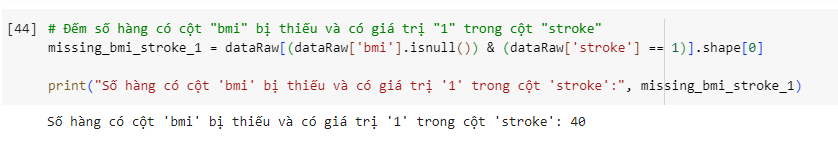 [44] # Đếm số hàng có cột "bmi" bị thiếu và có giá trị "1" trong cột "stroke"
missing_bmi_stroke_1 = dataRaw[(dataRaw['bmi'].isnull()) & (dataRaw['stroke'] == 1)].shape[0]
print("Số hàng có cột 'bmi' bị thiếu và có giá trị '1' trong cột 'stroke':", missing_bmi_stroke_1)
Số hàng có cột 'bmi' bị thiếu và có giá trị '1' trong cột 'stroke': 40